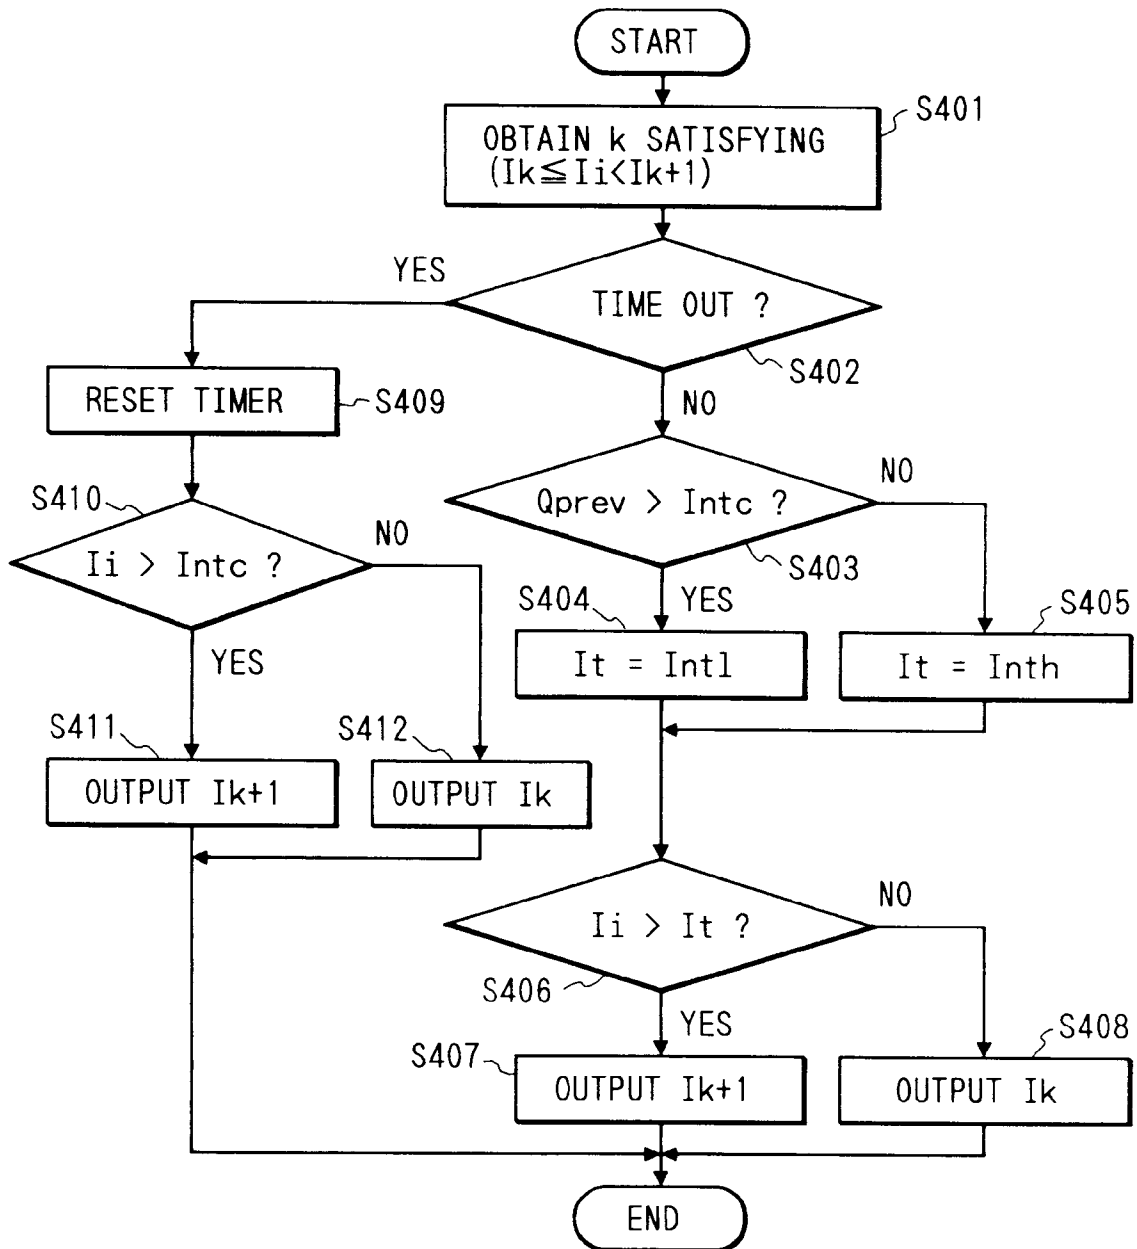 START
S401
OBTAIN k SATISFYING
(Ik≦Ii<Ik+1)
YES
TIME OUT ?
S402
RESET TIMER
S409
NO
S410
Qprev > Intc ?
NO
S403
Ii > Intc ?
NO
S404
YES
S405
YES
It = Intl
It = Inth
S411
S412
OUTPUT Ik+1
OUTPUT Ik
NO
Ii > It ?
S406
YES
S407
S408
OUTPUT Ik+1
OUTPUT Ik
END